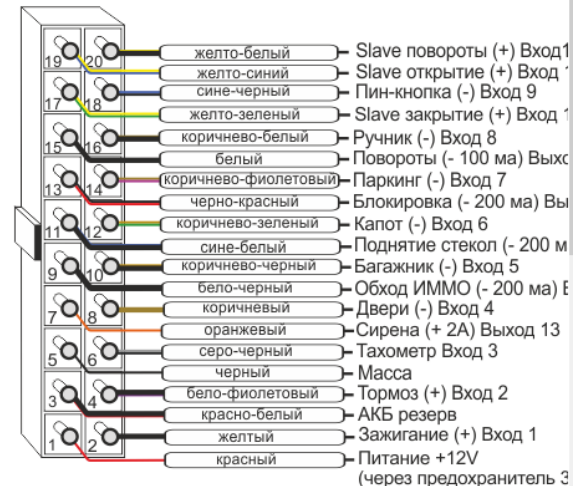 желто-белый Slave повороты (+) Вход1
желто-синий Slave открытие (+) Вход 1
сине-черный Пин-кнопка (-) Вход 9
желто-зеленый Slave закрытие (+) Вход 1
коричнево-белый Ручник (-) Вход 8
белый Повороты (- 100 ма)
коричнево-фиолетовый Паркинг (-) Вход 7
черно-красный Блокировка (- 200 ма)
коричнево-зеленый Капот (-) Вход 6
сине-белый Поднятие стекол (- 200
коричнево-черный Багажник (-) Вход 5
бело-черный Обход ИММО (- 200 ма)
коричневый Двери (-) Вход 4
оранжевый Сирена (+ 2А) Выход 13
серо-черный Тахометр Вход 3
черный Масса
бело-фиолетовый Тормоз (+) Вход 2
красно-белый АКБ резерв
желтый Зажигание (+) Вход 1
красный Питание +12V
(через предохранитель
19 20
17 18
15 16
13 14
11 12
9 10
7 8
5 6
3 4
1 2